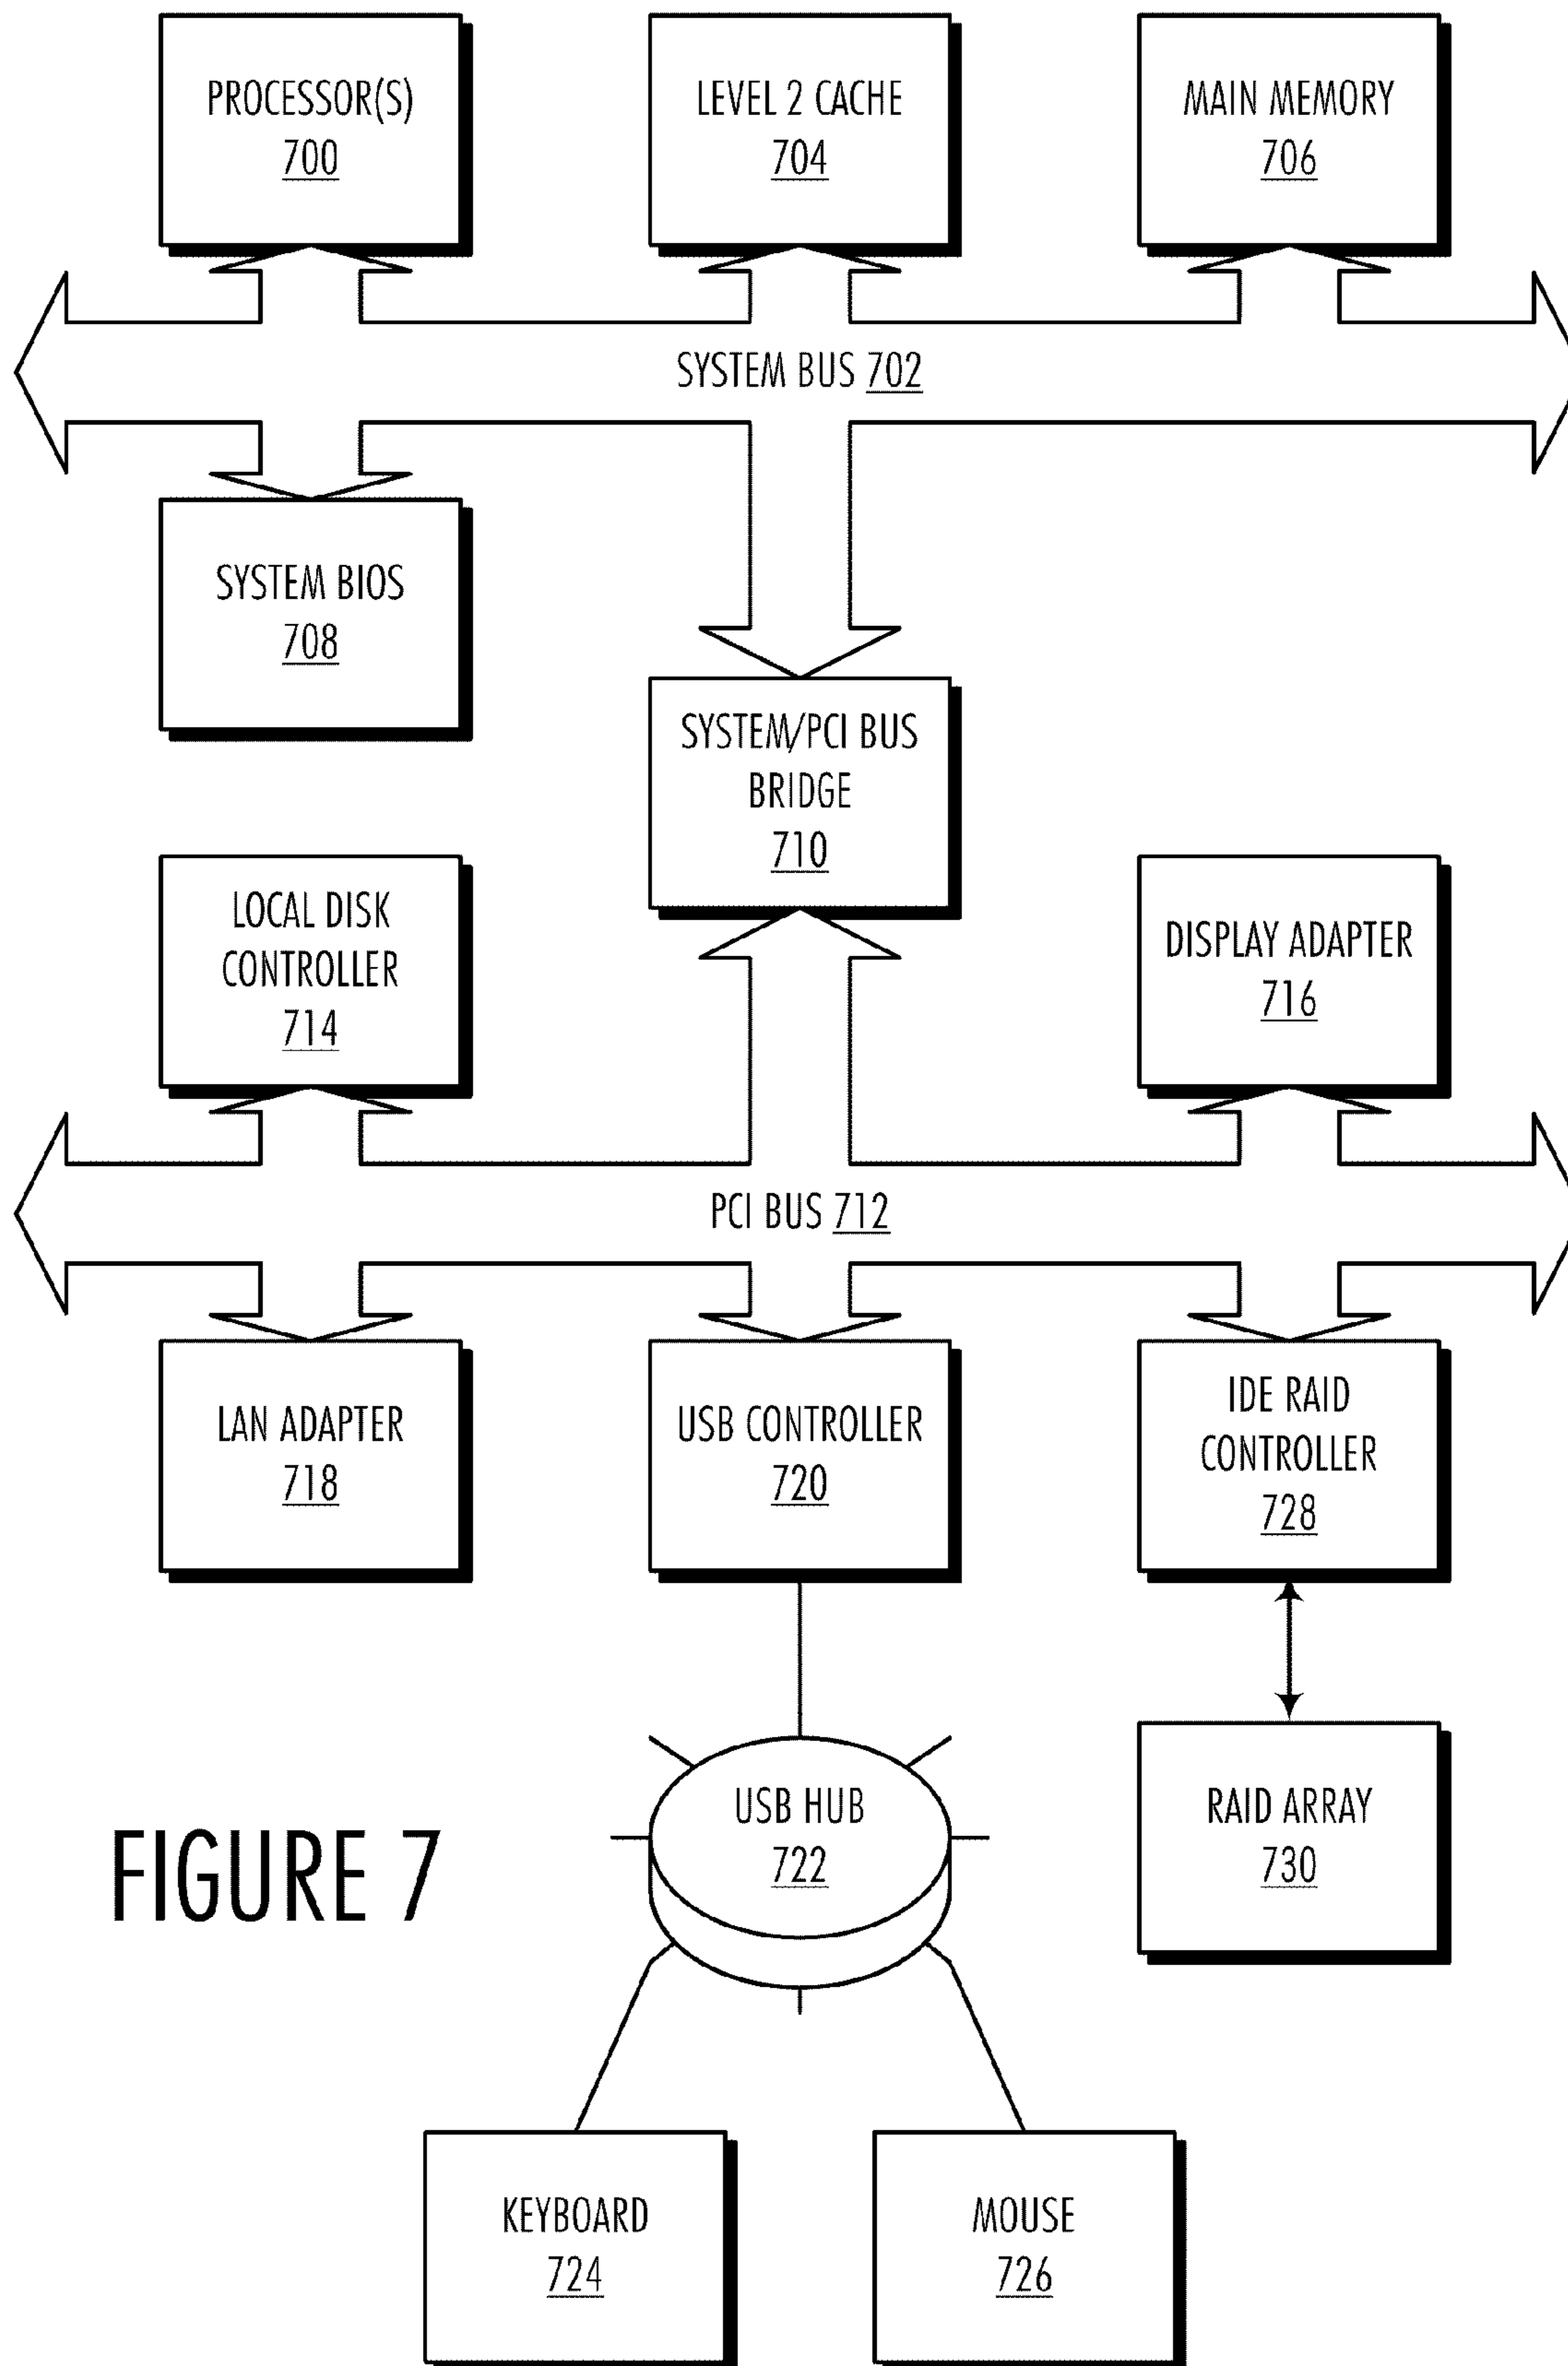 PROCESSOR(S)
700
LEVEL 2 CACHE
704
MAIN MEMORY
706
SYSTEM BUS 702
SYSTEM BIOS
708
SYSTEM/PCI BUS
BRIDGE
710
LOCAL DISK
CONTROLLER
714
DISPLAY ADAPTER
716
PCI BUS 712
LAN ADAPTER
718
USB CONTROLLER
720
IDE RAID
CONTROLLER
728
USB HUB
722
RAID ARRAY
730
FIGURE 7
KEYBOARD
724
MOUSE
726